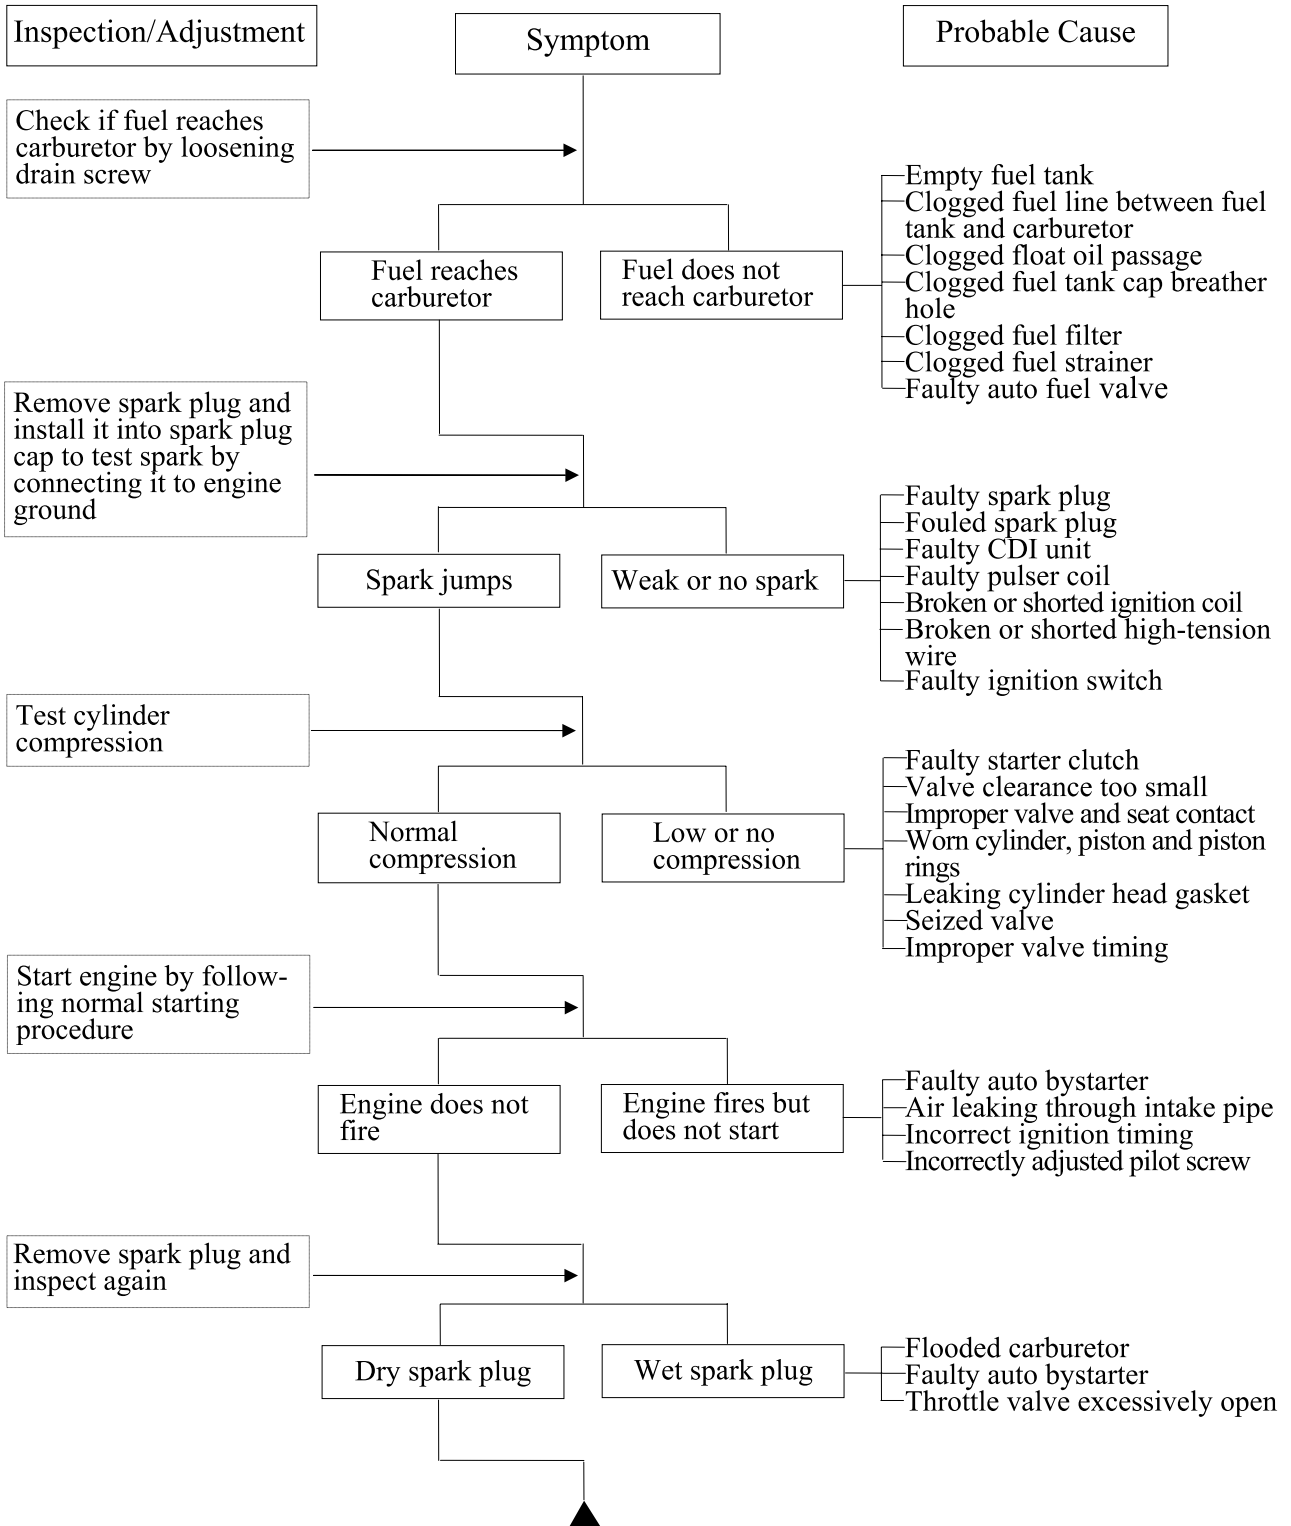 Inspection/Adjustment
Symptom
Probable Cause
Check if fuel reaches
carburetor by loosening
drain screw
Fuel reaches
carburetor
Fuel does not
reach carburetor
Empty fuel tank
Clogged fuel line between fuel
tank and carburetor
Clogged float oil passage
Clogged fuel tank cap breather
hole
Clogged fuel filter
Clogged fuel strainer
Faulty auto fuel valve
Remove spark plug and
install it into spark plug
cap to test spark by
connecting it to engine
ground
Spark jumps
Weak or no spark
Faulty spark plug
Fouled spark plug
Faulty CDI unit
Faulty pulser coil
Broken or shorted ignition coil
Broken or shorted high-tension
wire
Faulty ignition switch
Test cylinder
compression
Normal
compression
Low or no
compression
Faulty starter clutch
Valve clearance too small
Improper valve and seat contact
Worn cylinder, piston and piston
rings
Leaking cylinder head gasket
Seized valve
Improper valve timing
Start engine by follow-
ing normal starting
procedure
Engine does not
fire
Engine fires but
does not start
Faulty auto bystarter
Air leaking through intake pipe
Incorrect ignition timing
Incorrectly adjusted pilot screw
Remove spark plug and
inspect again
Dry spark plug
Wet spark plug
Flooded carburetor
Faulty auto bystarter
Throttle valve excessively open